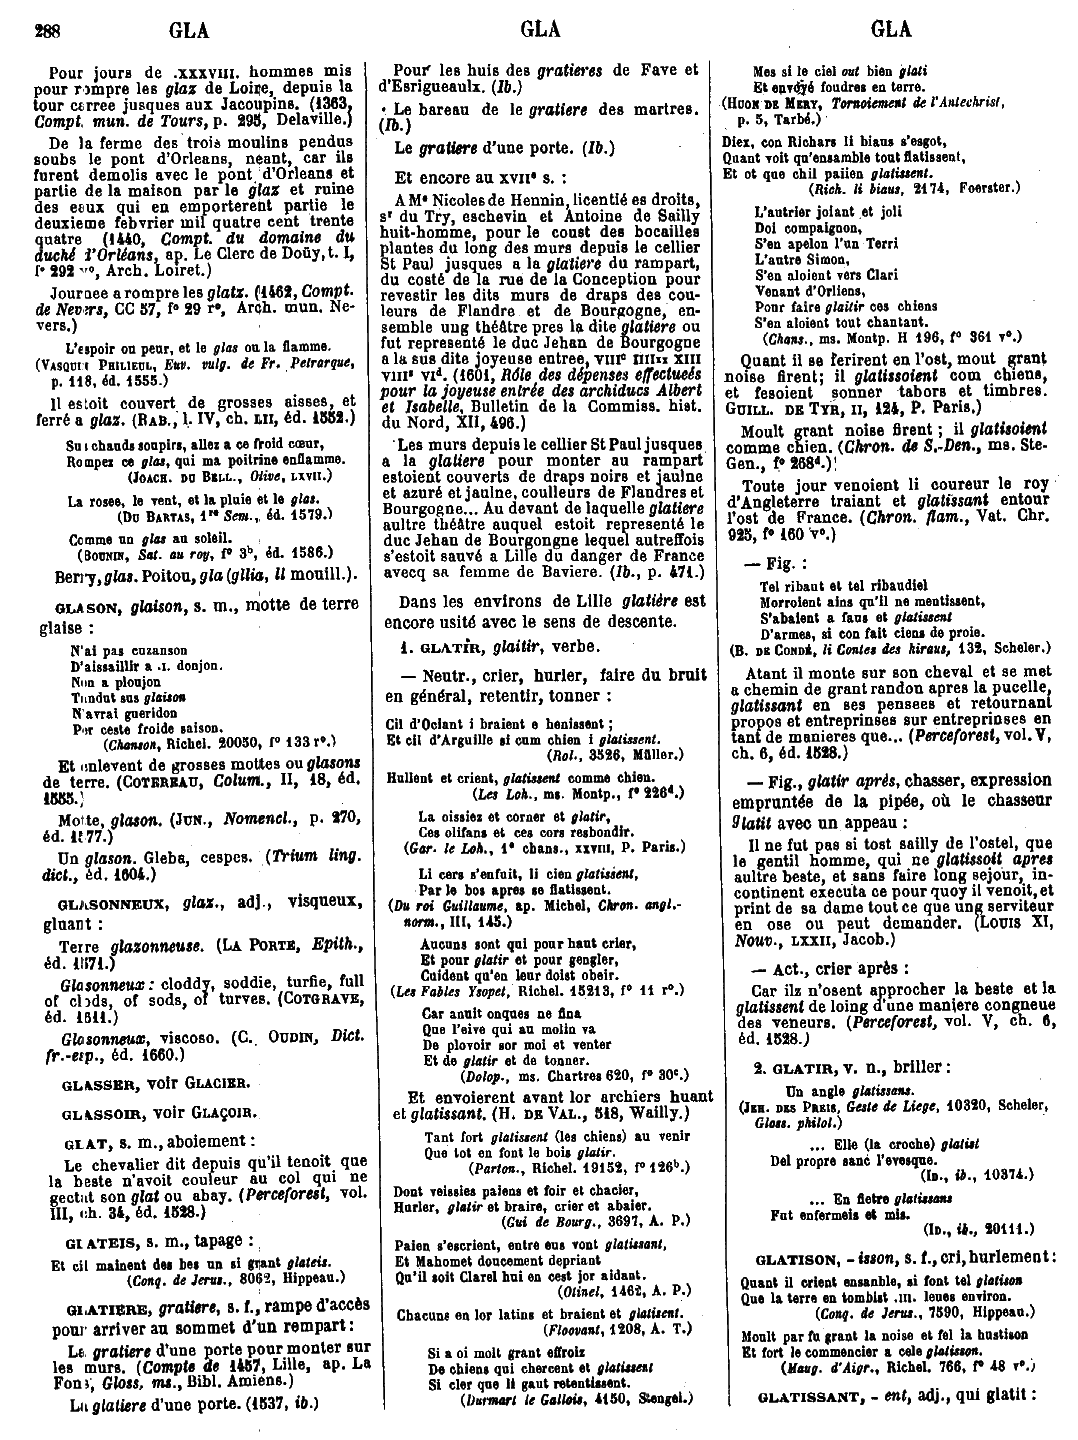 288 GLA GLA GLA
Pour jours de .XXXVIII. hommes mis
pour rompre les glaz de Loire, depuis la
tour carree jusques aux Jacoupins. (1363,
Compt. mun. de Tours, p. 295, Delaville.)
De la ferme des trois moulins pendus
soubs le pont d'Orleans, neant, car ils
furent demolis avec le pont d'Orleans et
partie de la maison par le glaz et ruine
des eaux qui en emporterent partie le
deuxieme febvrier mil quatre cent trente
quatre (1440, Compt. du domaine du
duché d'Orléans, ap. Le Clerc de Doüy, t. I,
f° 292 v°, Arch. Loiret.)
Journee a rompre les glatz. (1462, Compt.
de Nevers, CC 57, f° 29 r°, Arch. mun. Ne-
vers.)
L'espoir ou peur, et le glas ou la flamme.
(VASQUIN PHILIEUL, Euv. vulg. de Fr. Petrarque,
p. 118, éd. 1555.)
Il estoit couvert de grosses aisses, et
ferré a glaz. (RAB., l. IV, ch. LII, éd. 1552.)
Sus chauds soupirs, allez a ce froid cœur,
Rompez ce glas, qui ma poitrine enflamme.
(JOACH. DU BELL., Olive, LXVII.)
La rosee, le vent, et la pluie et le glas.
(DU BARTAS, 1re Sem., éd. 1579.)
Comme un glas au soleil.
(BOUNIN, Sat. au roy, f° 3b, éd. 1586.)
Berry, glas. Poitou, gla (gllia, ll mouill.).
GLASON, glaison, s. m., motte de terre
glaise :
N'ai pas cuzanson
D'aissaillir a .I. donjon.
Non a plonjon
Tondut sus glaison
N'avrai gueridon
Por ceste froide saison.
(Chanson, Richel. 20050, f° 133 r°.)
Et enlevent de grosses mottes ou glasons
de terre. (COTEREAU, Colum., II, 18, éd.
1555.)
Motte, glason. (JUN., Nomencl., p. 270,
éd. 1577.)
Un glason. Gleba, cespes. (Trium ling.
dict., éd. 1604.)
GLASONNEUX, glaz., adj., visqueux,
gluant :
Terre glazonneuse. (LA PORTE, Epith.,
éd. 1571.)
Glasonneux : cloddy, soddie, turfie, full
of clods, of sods, of turves. (COTGRAVE,
éd. 1611.)
Glasonneux, viscoso. (C. OUDIN, Dict.
fr.-esp., éd. 1660.)
GLASSER, voir GLACIER.
GLASSOIR, voir GLAÇOIR.
GLAT, s. m., aboiement :
Le chevalier dit depuis qu'il tenoit que
la beste n'avoit couleur au col qui ne
gectat son glat ou abay. (Perceforest, vol.
III, ch. 34, éd. 1528.)
GLATEIS, s. m., tapage :
Et cil mainent des bes un si grant glateis.
(Conq. de Jerus., 8062, Hippeau.)
GLATIERE, gratiere, s. f., rampe d'accès
pour arriver au sommet d'un rempart :
Le gratiere d'une porte pour monter sur
les murs. (Compte de 1457, Lille, ap. La
Fons, Gloss. ms., Bibl. Amiens.)
La glatiere d'une porte. (1537, ib.)
Pour les huis des gratieres de Fave et
d'Esrigueaulx. (Ib.)
Le bareau de le gratiere des martres.
(Ib.)
Le gratiere d'une porte. (Ib.)
Et encore au XVIIe s. :
A Me Nicoles de Hennin, licentié es droits,
sr du Try, eschevin et Antoine de Sailly
huit-homme, pour le coust des bocailles
plantes du long des murs depuis le cellier
St Paul jusques a la glatiere du rampart,
du costé de la rue de la Conception pour
revestir les dits murs de draps des cou-
leurs de Flandre et de Bourgogne, en-
semble ung théâtre pres la dite glatiere ou
fut representé le duc Jehan de Bourgogne
a la sus dite joyeuse entree, VIIIc IIIIxx XIII
VIIIs VId. (1601, Rôle des dépenses effectueés
pour la joyeuse entrée des archiducs Albert
et Isabelle, Bulletin de la Commiss. hist.
du Nord, XII, 496.)
Les murs depuis le cellier St Paul jusques
a la glatiere pour monter au rampart
estoient couverts de draps noirs et jaulne
et azuré et jaulne, coulleurs de Flandres et
Bourgogne... Au devant de laquelle glatiere
aultre théâtre auquel estoit representé le
duc Jehan de Bourgongne lequel autreffois
s'estoit sauvé a Lille du danger de France
avecq sa femme de Baviere. (Ib., p. 471.)
Dans les environs de Lille glatière est
encore usité avec le sens de descente.
1. GLATIR, glaitir, verbe.
— Neutr., crier, hurler, faire du bruit
en général, retentir, tonner :
Cil d'Oclant i braient e henissent ;
Et cil d'Arguille si cum chien i glatissent.
(Rol., 3526, Müller.)
Hullent et crient, glatissent comme chien.
(Les Loh., ms. Montp., f° 226d.)
La oissiez et corner et glatir,
Ces olifans et ces cors resbondir.
(Gar. le Loh., 1e chans., XXVIII, P. Paris.)
Li cers s'enfuit, li cien glatisient,
Par le bos apres se flatissent.
(Du roi Guillaume, ap. Michel, Chron. angl.-
norm., III, 145.)
Aucuns sont qui pour haut crier,
Et pour glatir et pour gengler,
Cuident qu'en leur doist obeir.
(Les Fables Ysopet, Richel. 15213, f° 11 r°.)
Car anuit onques ne fina
Que l'eive qui au molin va
De plovoir sor moi et venter
Et de glatir et de tonner.
(Dolop., ms. Chartres 620, f° 30c.)
Et envoierent avant lor archiers huant
et glatissant. (H. DE VAL., 518, Wailly.)
Tant fort glatissent (les chiens) au venir
Que tot en font le bois glatir.
(Parton., Richel. 19152, f° 126b.)
Dont veissies paiens et foir et chacier,
Hurler, glatir et braire, crier et abaier.
(Gui de Bourg., 3697, A. P.)
Paien s'escrient, entre eus vont glatissant,
Et Mahomet doucement depriant
Qu'il soit Clarel hui en cest jor aidant.
(Otinel, 1462, A. P.)
Chacuns en lor latins et braient et glatisent.
(Floovant, 1208, A. T.)
Si a oi molt grant effroiz
De chiens qui chercent et glatissent
Si cler que li gaut retentissent.
(Durmart le Gallois, 4150, Stengel.)
Mes si le ciel out bien glati
Et envoyé foudres en terre.
(HUON DE MERY, Tornoiement de l'Antechrist,
p. 5, Tarbé.)
Diex, con Richars li biaus s'esgot,
Quant voit qu'ensamble tout flatissent,
Et ot que chil paiien glatissent.
(Rich. li biaus, 2174, Foerster.)
L'autrier joiant et joli
Doi compaignon,
S'en apelon l'un Terri
L'autre Simon,
S'en aloient vers Clari
Venant d'Orliens,
Pour faire glaitir ces chiens
S'en aloient tout chantant.
(Chans., ms. Montp. H 196, f° 361 v°.)
Quant il se ferirent en l'ost, mout grant
noise firent; il glatissoient com chiens,
et fesoient sonner tabors et timbres.
GUILL. DE TYR, II, 124, P. Paris.)
Moult grant noise firent ; il glatisoient
comme chien. (Chron. de S.-Den., ms. Ste-
Gen., f° 268d.)
Toute jour venoient li coureur le roy
d'Angleterre traiant et glatissant entour
l'ost de France. (Chron. flam., Vat. Chr.
925, f° 160 v°.)
— Fig. :
Tel ribaut et tel ribaudiel
Morroient ains qu'il ne mentissent,
S'abaient a fans et glatissent
D'armes, si con fait ciens de proie.
(B. DE CONDÉ, li Contes des hiraus, 132, Scheler.)
Atant il monte sur son cheval et se met
a chemin de grant randon apres la pucelle,
glatissant en ses pensees et retournant
propos et entreprinses sur entreprinses en
tant de manieres que... (Perceforest, vol. V,
ch. 6, éd. 1528.)
— Fig., glatir après, chasser, expression
empruntée de la pipée, où le chasseur
glatit avec un appeau :
Il ne fut pas si tost sailly de l'ostel, que
le gentil homme, qui ne glatissoit apres
aultre beste, et sans faire long sejour, in-
continent executa ce pour quoy il venoit, et
print de sa dame tout ce que ung serviteur
en ose ou peut demander. (LOUIS XI,
Nouv., LXXII, Jacob.)
— Act., crier après :
Car ilz n'osent approcher la beste et la
glatissent de loing d'une maniere congneue
des veneurs. (Perceforest, vol. V, ch. 6,
éd. 1528.)
2. GLATIR, v. n., briller :
Un angle glatissans.
(JEH. DES PREIS, Geste de Liege, 10320, Scheler,
Gloss. philol.)
... Elle (la croche) glatist
Del propre sanc l'evesque.
(ID., ib., 10374.)
... En fletre glatissans
Fut enfermeis et mis.
(ID., ib., 20111.)
GLATISON, - isson, s. f., cri, hurlement :
Quant il crient ensanble, si font tel glatison
Que la terre en tombist .III. leues environ.
(Conq. de Jerus., 7590, Hippeau.)
Moult par fu grant la noise et fel la hustison
Et fort le commencier a cele glatisson.
(Maug. d'Aigr., Richel. 766, f° 48 v°.)
GLATISSANT, - ent, adj., qui glatit :